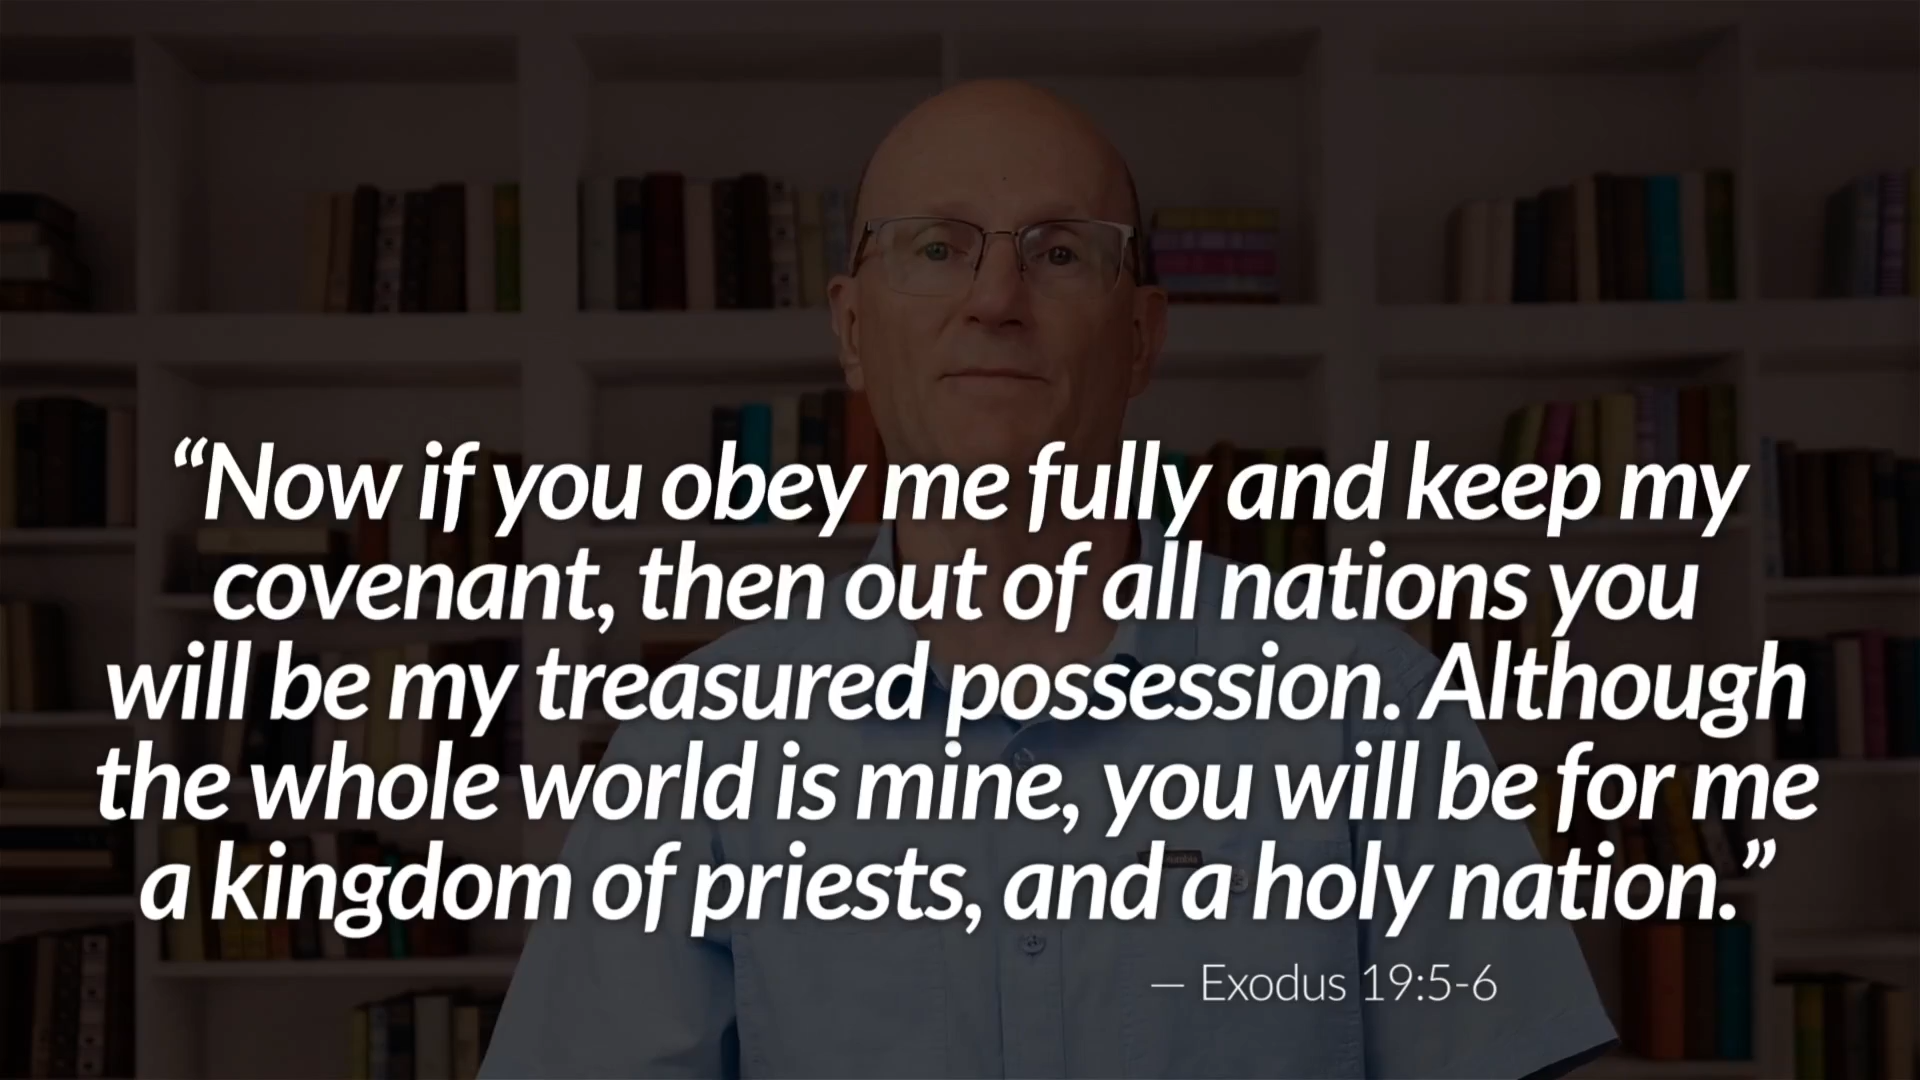 “Now if you obey me fully and keep my
covenant, then out of all nations you
will be my treasured possession. Although
the whole world is mine, you will be for me
a kingdom of priests, and a holy nation.”
— Exodus 19:5-6